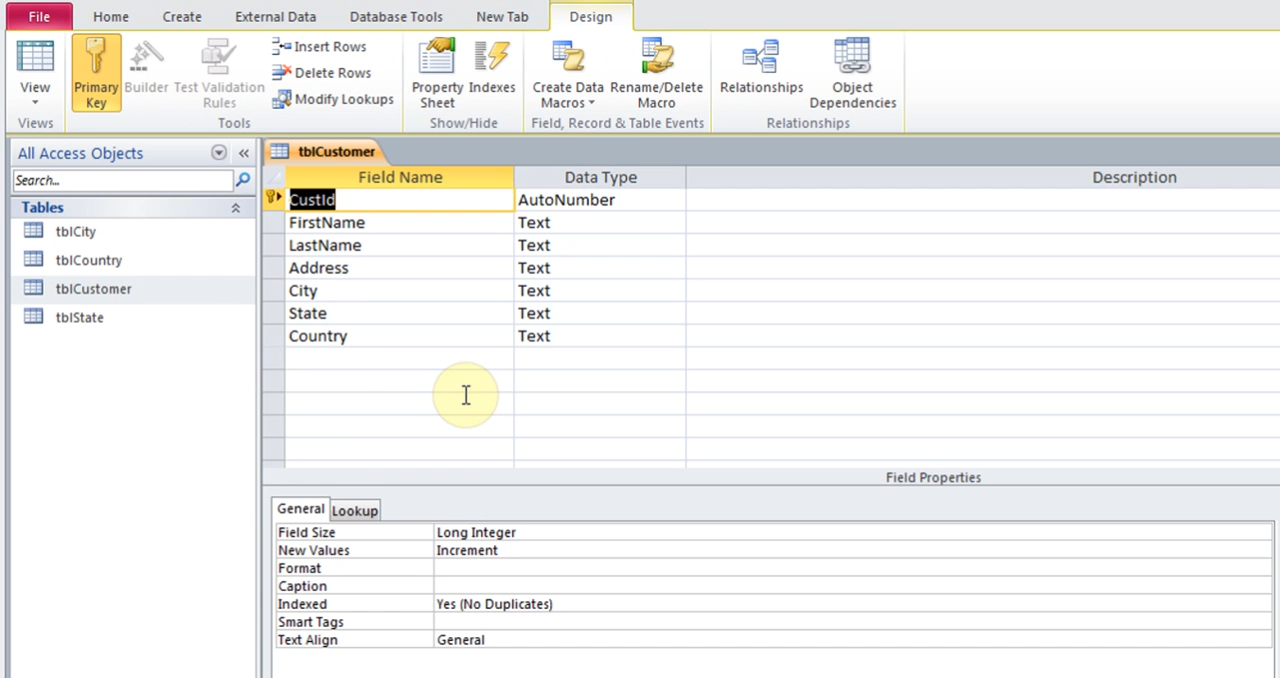 File Home Create External Data Database Tools New Tab Design
View Primary Key Builder Test Validation Rules
Insert Rows
Delete Rows
Modify Lookups
Property Sheet Indexes Create Data Macros Rename/Delete Macro Relationships Object Dependencies
Views Tools Show/Hide Field, Record & Table Events Relationships
All Access Objects «
Search...
Tables
tblCity
tblCountry
tblCustomer
tblState
tblCustomer
Field Name Data Type Description
CustId AutoNumber
FirstName Text
LastName Text
Address Text
City Text
State Text
Country Text
Field Properties
General Lookup
Field Size Long Integer
New Values Increment
Format
Caption
Indexed Yes (No Duplicates)
Smart Tags
Text Align General